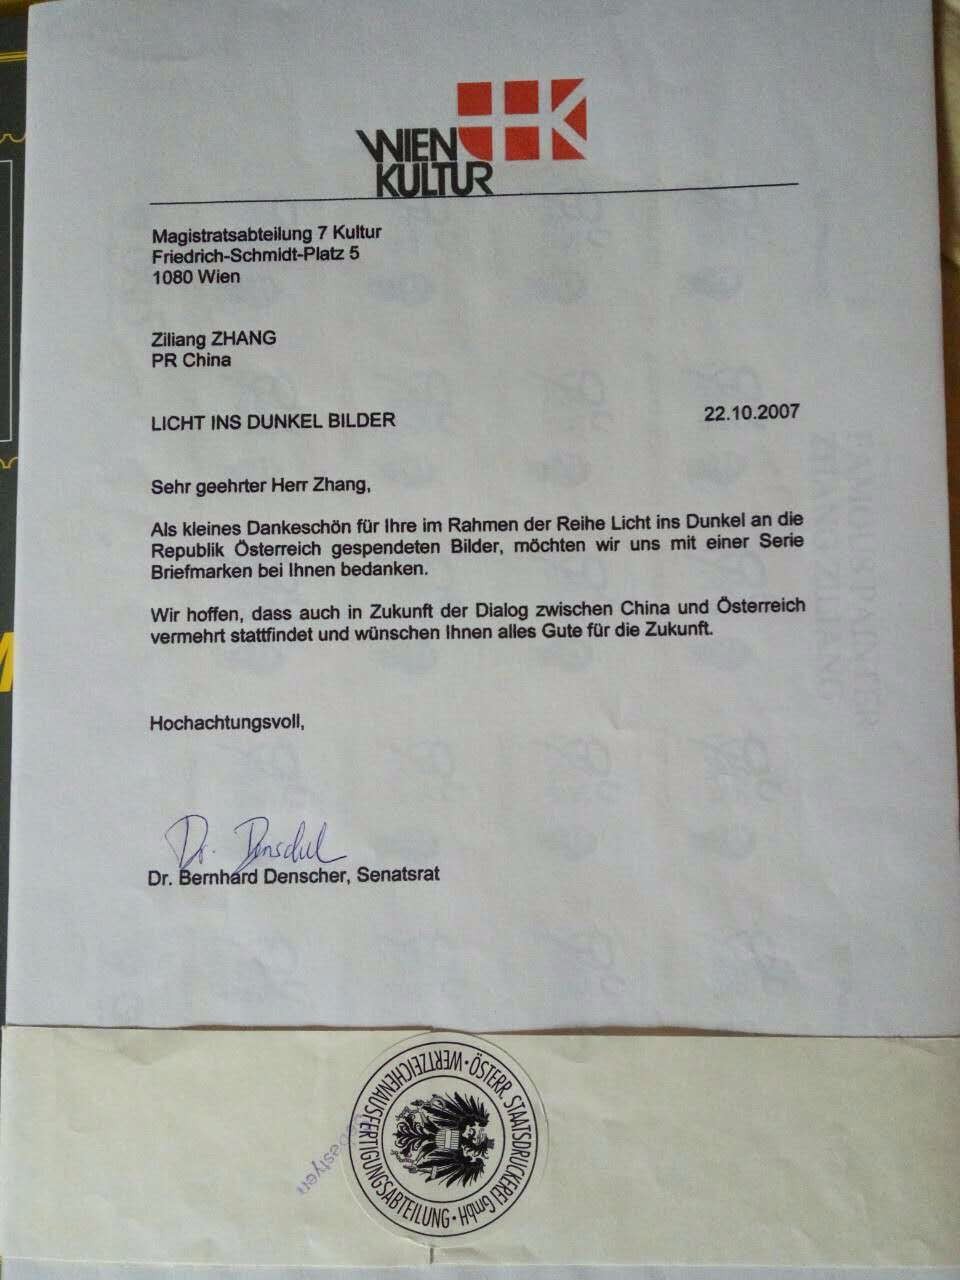 WIEN
KULTUR
Magistratsabteilung 7 Kultur
Friedrich-Schmidt-Platz 5
1080 Wien
Ziliang ZHANG
PR China
LICHT INS DUNKEL BILDER
22.10.2007
Sehr geehrter Herr Zhang,
Als kleines Dankeschön für Ihre im Rahmen der Reihe Licht ins Dunkel an die
Republik Österreich gespendeten Bilder, möchten wir uns mit einer Serie
Briefmarken bei Ihnen bedanken.
Wir hoffen, dass auch in Zukunft der Dialog zwischen China und Österreich
vermehrt stattfindet und wünschen Ihnen alles Gute für die Zukunft.
Hochachtungsvoll,
Dr. Denscher
Dr. Bernhard Denscher, Senatsrat
ÖSTERR. STAATSDRUCKEREI GmbH · WERTZEICHENAUSFERTIGUNGSABTEILUNG ·